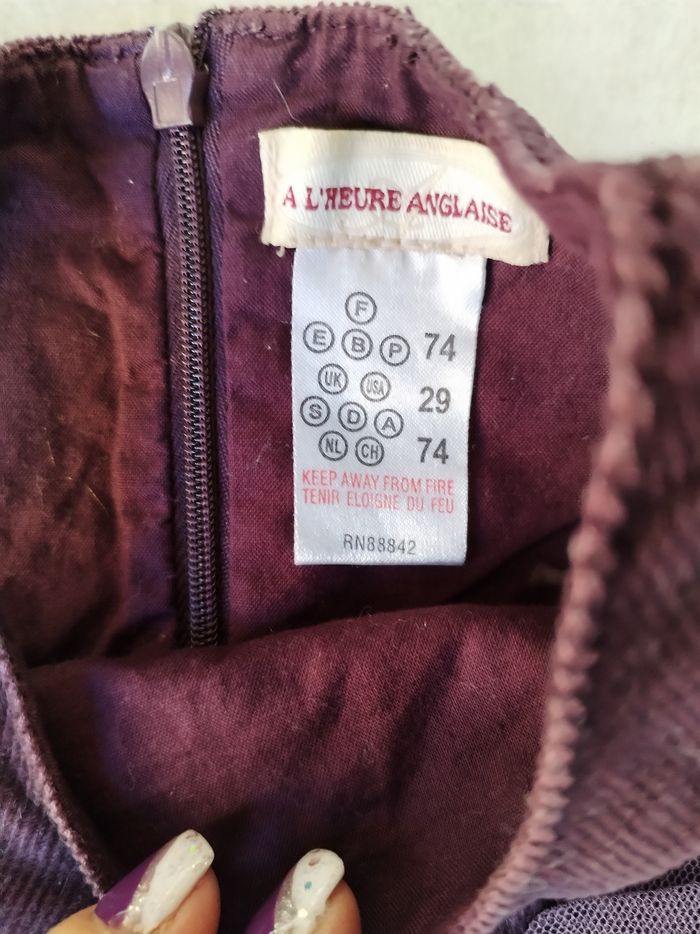 A L'HEURE ANGLAISE
F
E B P 74
UK USA 29
S D A
NL CH 74
KEEP AWAY FROM FIRE
TENIR ELOIGNE DU FEU
RN88842